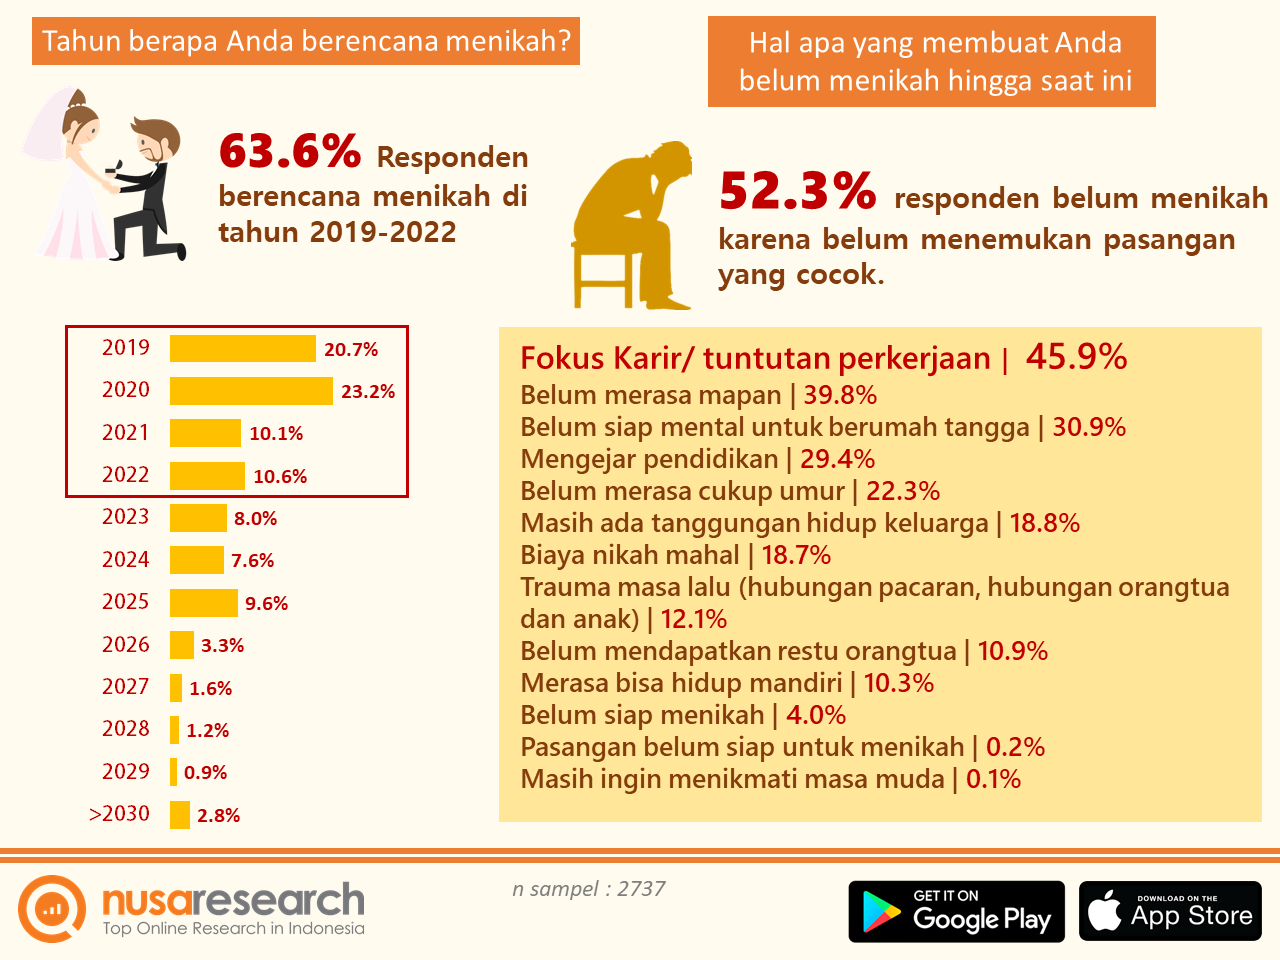 Tahun berapa Anda berencana menikah?
63.6% Responden
berencana menikah di
tahun 2019-2022
Hal apa yang membuat Anda
belum menikah hingga saat ini
52.3% responden belum menikah
karena belum menemukan pasangan
yang cocok.
2019 20.7%
2020 23.2%
2021 10.1%
2022 10.6%
2023 8.0%
2024 7.6%
2025 9.6%
2026 3.3%
2027 1.6%
2028 1.2%
2029 0.9%
>2030 2.8%
Fokus Karir/ tuntutan perkerjaan | 45.9%
Belum merasa mapan | 39.8%
Belum siap mental untuk berumah tangga | 30.9%
Mengejar pendidikan | 29.4%
Belum merasa cukup umur | 22.3%
Masih ada tanggungan hidup keluarga | 18.8%
Biaya nikah mahal | 18.7%
Trauma masa lalu (hubungan pacaran, hubungan orangtua
dan anak) | 12.1%
Belum mendapatkan restu orangtua | 10.9%
Merasa bisa hidup mandiri | 10.3%
Belum siap menikah | 4.0%
Pasangan belum siap untuk menikah | 0.2%
Masih ingin menikmati masa muda | 0.1%
nusaresearch
Top Online Research in Indonesia
n sampel : 2737
GET IT ON
Google Play
DOWNLOAD ON THE
App Store